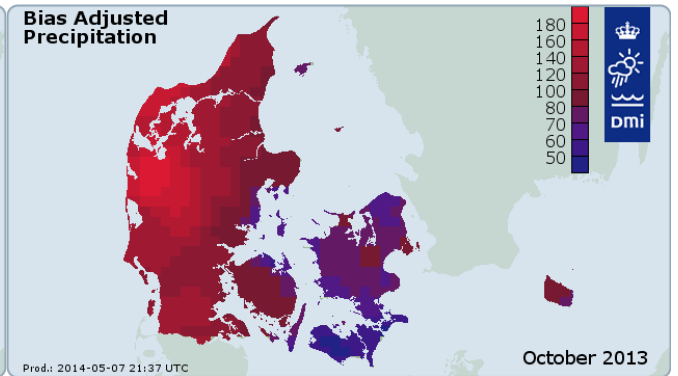 Bias Adjusted
Precipitation
180
160
140
120
100
80
70
60
50
DMi
October 2013
Prod.: 2014-05-07 21:37 UTC